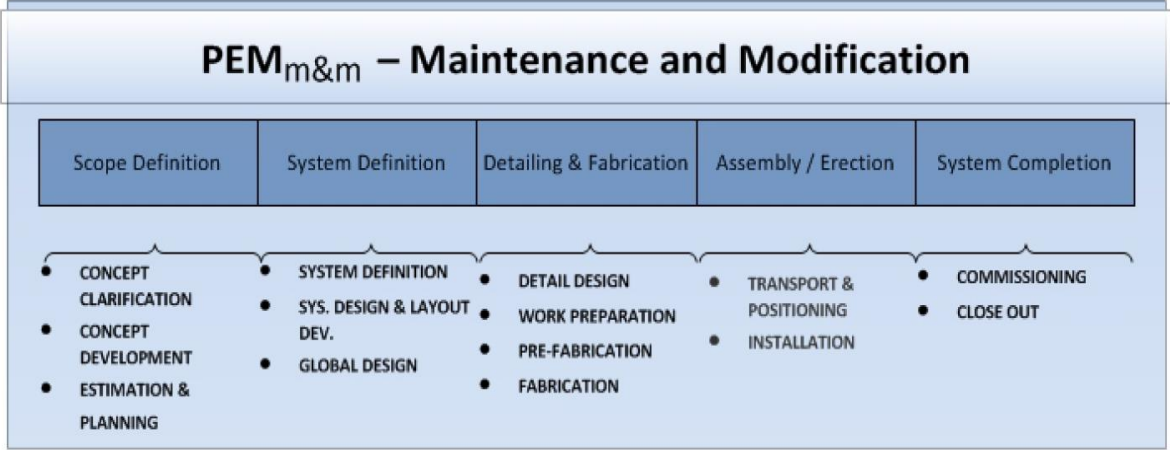 PEMm&m – Maintenance and Modification
Scope Definition
System Definition
Detailing & Fabrication
Assembly / Erection
System Completion
• CONCEPT
CLARIFICATION
• CONCEPT
DEVELOPMENT
• ESTIMATION &
PLANNING
• SYSTEM DEFINITION
• SYS. DESIGN & LAYOUT
DEV.
• GLOBAL DESIGN
• DETAIL DESIGN
• WORK PREPARATION
• PRE-FABRICATION
• FABRICATION
• TRANSPORT &
POSITIONING
• INSTALLATION
• COMMISSIONING
• CLOSE OUT